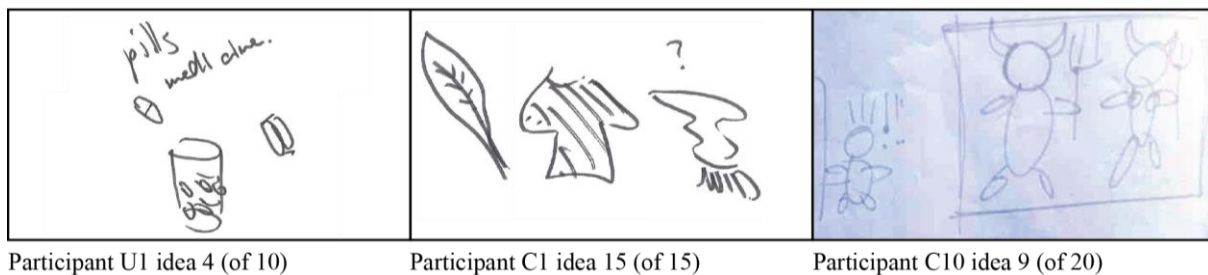 pills
medicine.
?
!!! !!
Participant U1 idea 4 (of 10)
Participant C1 idea 15 (of 15)
Participant C10 idea 9 (of 20)